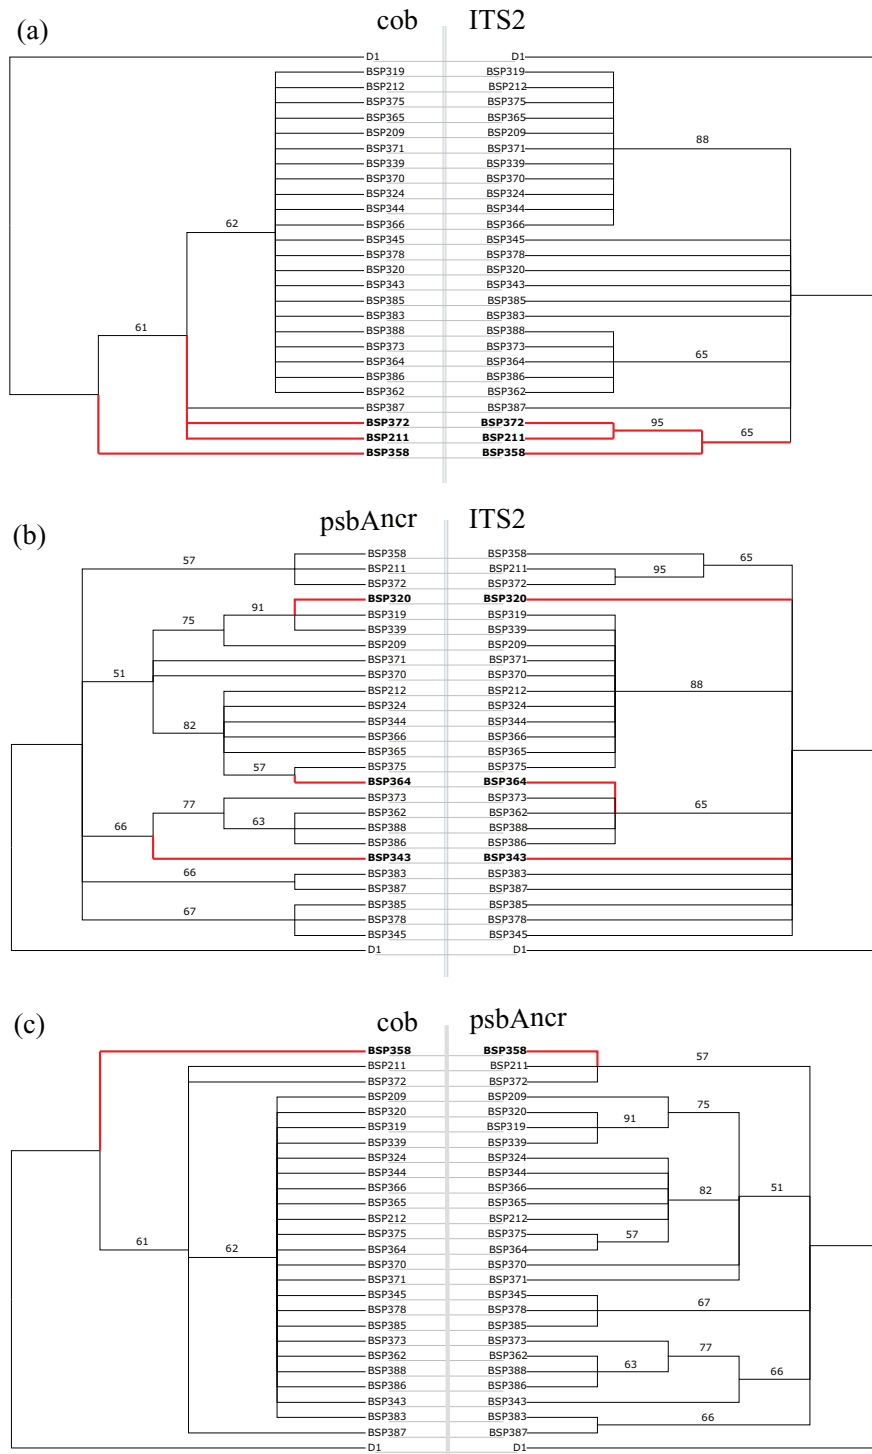 (a) cob ITS2
D1 D1
BSP319 BSP319
BSP212 BSP212
BSP375 BSP375
BSP365 BSP365
BSP209 BSP209
BSP371 BSP371 88
BSP339 BSP339
BSP370 BSP370
BSP324 BSP324
BSP344 BSP344
62 BSP366 BSP366
BSP345 BSP345
BSP378 BSP378
BSP320 BSP320
BSP343 BSP343
BSP385 BSP385
BSP383 BSP383
61 BSP388 BSP388
BSP373 BSP373
BSP364 BSP364 65
BSP386 BSP386
BSP362 BSP362
BSP387 BSP387
BSP372 BSP372 95
BSP211 BSP211 65
BSP358 BSP358
(b) psbAncr ITS2
57 BSP358 BSP358 65
BSP211 BSP211 95
BSP372 BSP372
BSP320 BSP320
91 BSP319 BSP319
75 BSP339 BSP339
BSP209 BSP209
BSP371 BSP371
51 BSP370 BSP370
BSP212 BSP212 88
BSP324 BSP324
82 BSP344 BSP344
BSP366 BSP366
BSP365 BSP365
57 BSP375 BSP375
BSP364 BSP364
77 BSP373 BSP373
BSP362 BSP362 65
66 63 BSP388 BSP388
BSP386 BSP386
BSP343 BSP343
66 BSP383 BSP383
BSP387 BSP387
67 BSP385 BSP385
BSP378 BSP378
BSP345 BSP345
D1 D1
(c) cob psbAncr
BSP358 BSP358 57
BSP211 BSP211
BSP372 BSP372
BSP209 BSP209 75
BSP320 BSP320
BSP319 BSP319 91
BSP339 BSP339
BSP324 BSP324
BSP344 BSP344
BSP366 BSP366 82 51
BSP365 BSP365
BSP212 BSP212
BSP375 BSP375 57
61 62 BSP364 BSP364
BSP370 BSP370
BSP371 BSP371
BSP345 BSP345
BSP378 BSP378 67
BSP385 BSP385
BSP373 BSP373 77
BSP362 BSP362
BSP388 BSP388 63 66
BSP386 BSP386
BSP343 BSP343
BSP383 BSP383 66
BSP387 BSP387
D1 D1